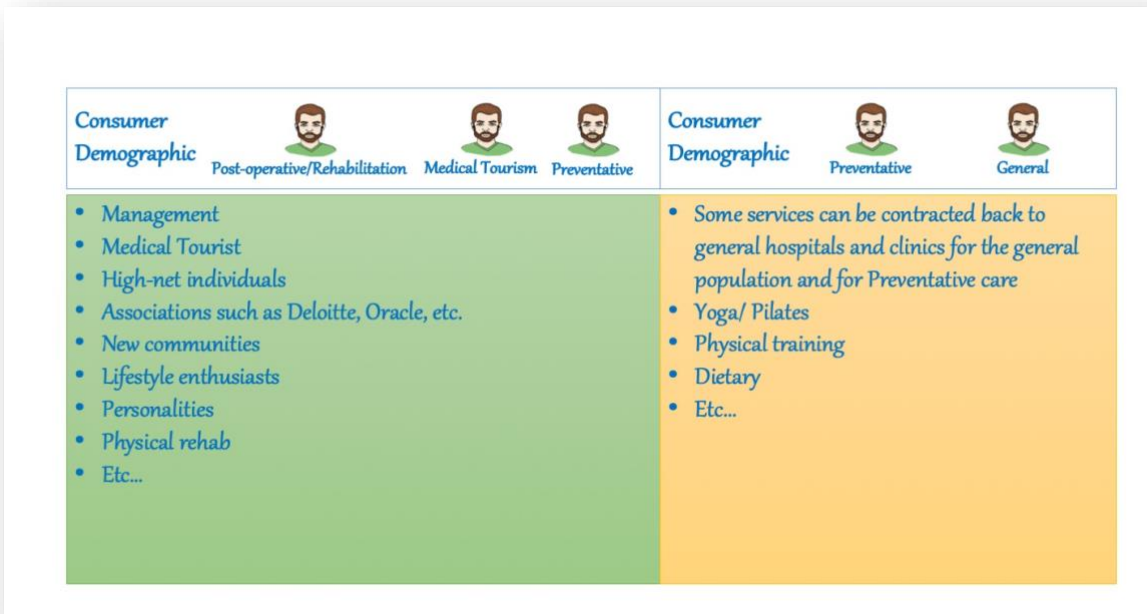 Consumer
Demographic
Post-operative/Rehabilitation
Medical Tourism
Preventative
• Management
• Medical Tourist
• High-net individuals
• Associations such as Deloitte, Oracle, etc.
• New communities
• Lifestyle enthusiasts
• Personalities
• Physical rehab
• Etc...
Consumer
Demographic
Preventative
General
• Some services can be contracted back to
general hospitals and clinics for the general
population and for Preventative care
• Yoga/ Pilates
• Physical training
• Dietary
• Etc...